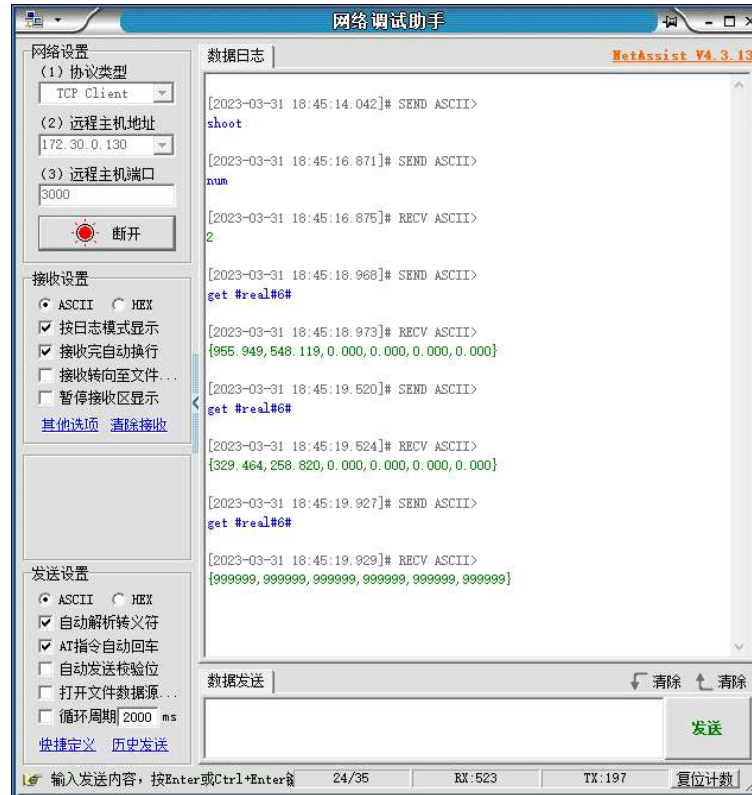 网络调试助手
网络设置
(1) 协议类型
TCP Client
(2) 远程主机地址
172.30.0.130
(3) 远程主机端口
3000
断开
接收设置
ASCII HEX
按日志模式显示
接收完自动换行
接收转向至文件...
暂停接收区显示
其他选项 清除接收
发送设置
ASCII HEX
自动解析转义符
AT指令自动回车
自动发送校验位
打开文件数据源...
循环周期 2000 ms
快捷定义 历史发送
数据日志 NetAssist V4.3.13
[2023-03-31 18:45:14.042]# SEND ASCII>
shoot
[2023-03-31 18:45:16.871]# SEND ASCII>
num
[2023-03-31 18:45:16.875]# RECV ASCII>
2
[2023-03-31 18:45:18.968]# SEND ASCII>
get #real#6#
[2023-03-31 18:45:18.973]# RECV ASCII>
{955.949,548.119,0.000,0.000,0.000,0.000}
[2023-03-31 18:45:19.520]# SEND ASCII>
get #real#6#
[2023-03-31 18:45:19.524]# RECV ASCII>
{329.464,258.820,0.000,0.000,0.000,0.000}
[2023-03-31 18:45:19.927]# SEND ASCII>
get #real#6#
[2023-03-31 18:45:19.929]# RECV ASCII>
{999999,999999,999999,999999,999999,999999}
数据发送 清除 清除
发送
输入发送内容，按Enter或Ctrl+Enter 24/35 RX:523 TX:197 复位计数